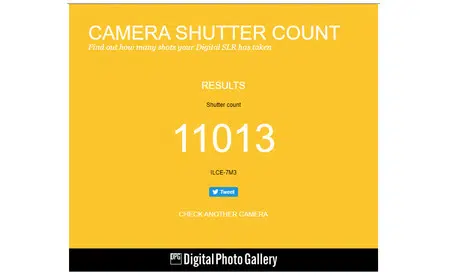 CAMERA SHUTTER COUNT
Find out how many shots your Digital SLR has taken
RESULTS
Shutter count
11013
ILCE-7M3
Tweet
CHECK ANOTHER CAMERA
DPG Digital Photo Gallery